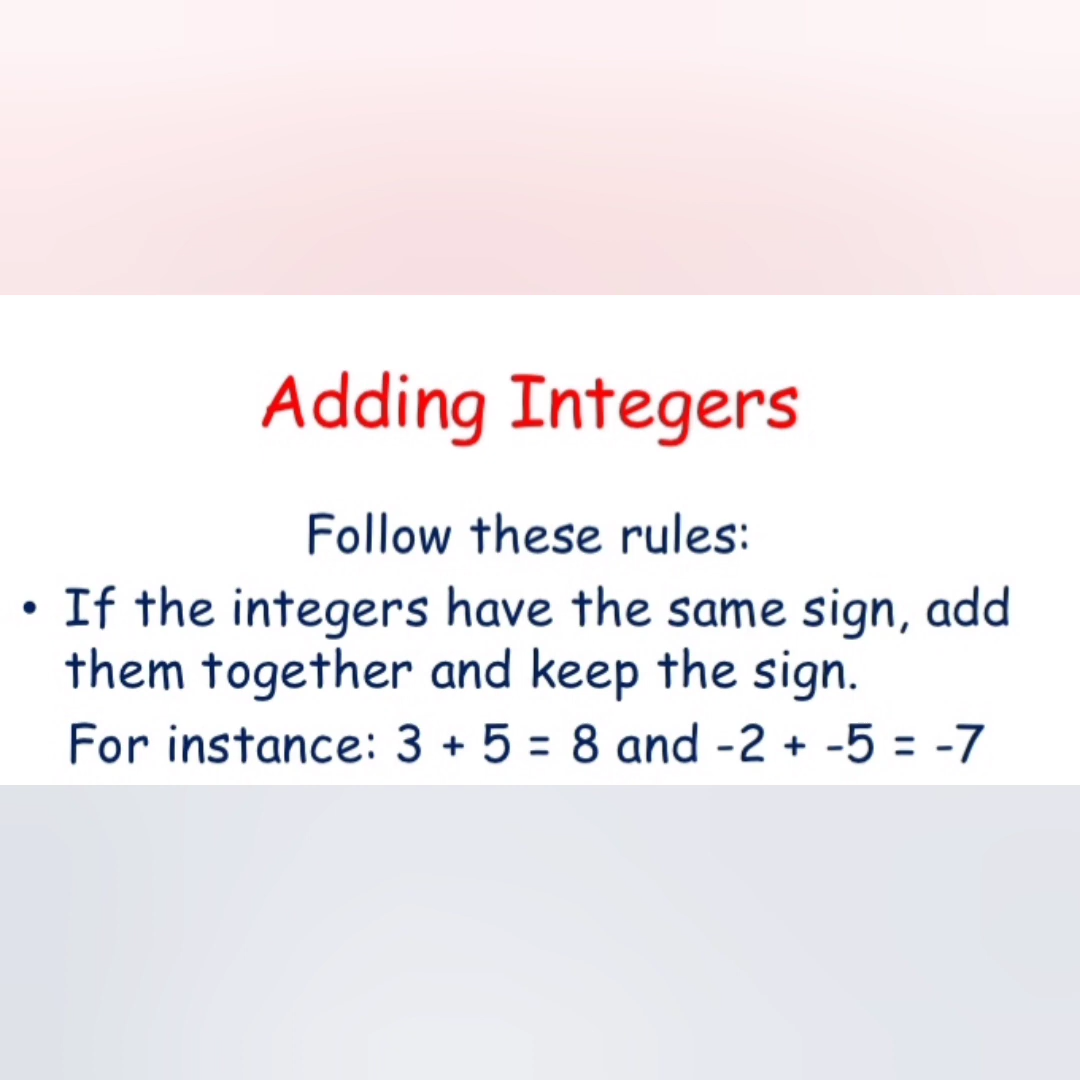 Adding Integers
Follow these rules:
• If the integers have the same sign, add
them together and keep the sign.
For instance: 3 + 5 = 8 and -2 + -5 = -7